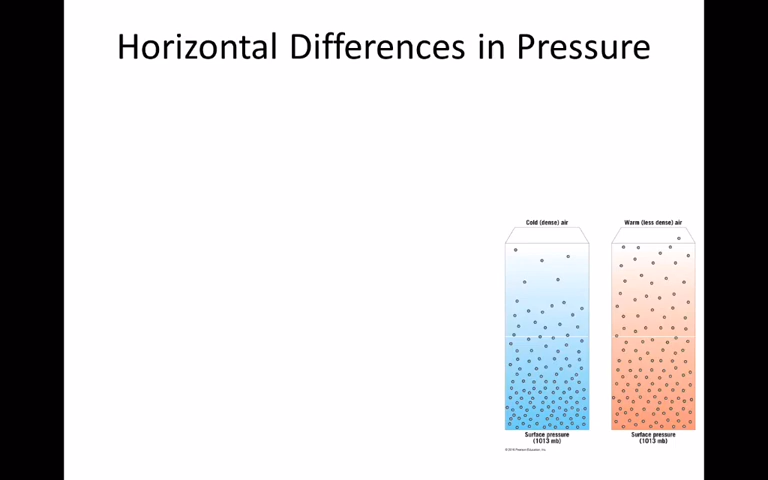 Horizontal Differences in Pressure
Cold (dense) air
Warm (less dense) air
Surface pressure
(1013 mb)
Surface pressure
(1013 mb)